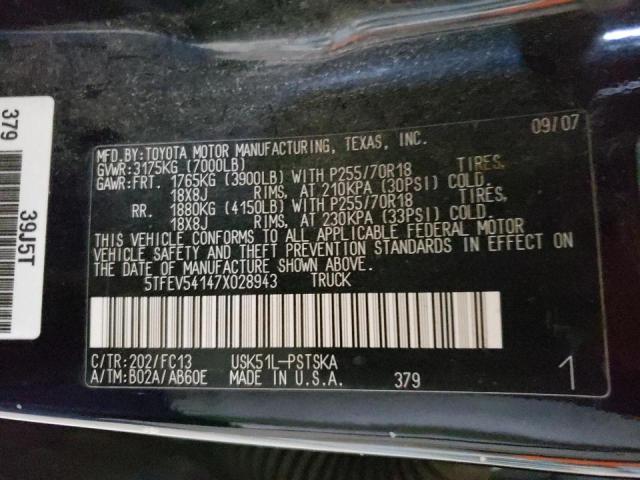 09/07
MFD.BY:TOYOTA MOTOR MANUFACTURING, TEXAS, INC.
GVWR:3175KG (7000LB)
GAWR:FRT. 1765KG (3900LB) WITH P255/70R18 TIRES,
18X8J RIMS, AT 210KPA (30PSI) COLD.
RR. 1880KG (4150LB) WITH P255/70R18 TIRES,
18X8J RIMS, AT 230KPA (33PSI) COLD.
THIS VEHICLE CONFORMS TO ALL APPLICABLE FEDERAL MOTOR
VEHICLE SAFETY AND THEFT PREVENTION STANDARDS IN EFFECT ON
THE DATE OF MANUFACTURE SHOWN ABOVE.
5TFEV54147X028943 TRUCK
C/TR:202/FC13 USK51L-PSTSKA
A/TM:B02A/AB60E MADE IN U.S.A. 379 1
379
39J5T